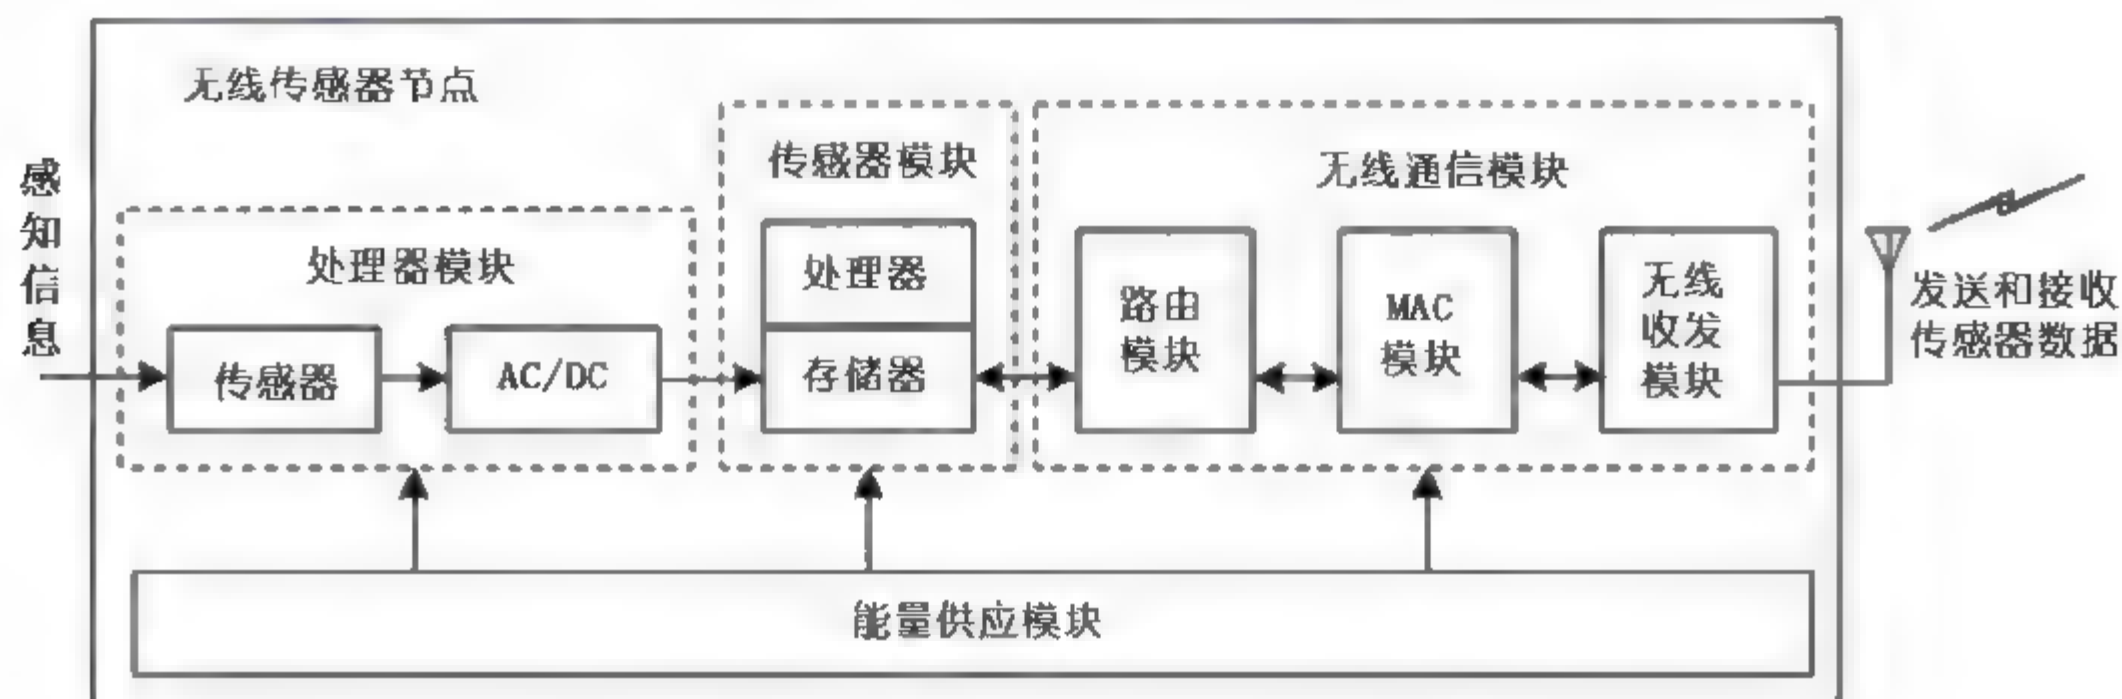 无线传感器节点
感知信息
处理器模块
传感器
AC/DC
传感器模块
处理器
存储器
无线通信模块
路由
模块
MAC
模块
无线
收发
模块
发送和接收
传感器数据
能量供应模块